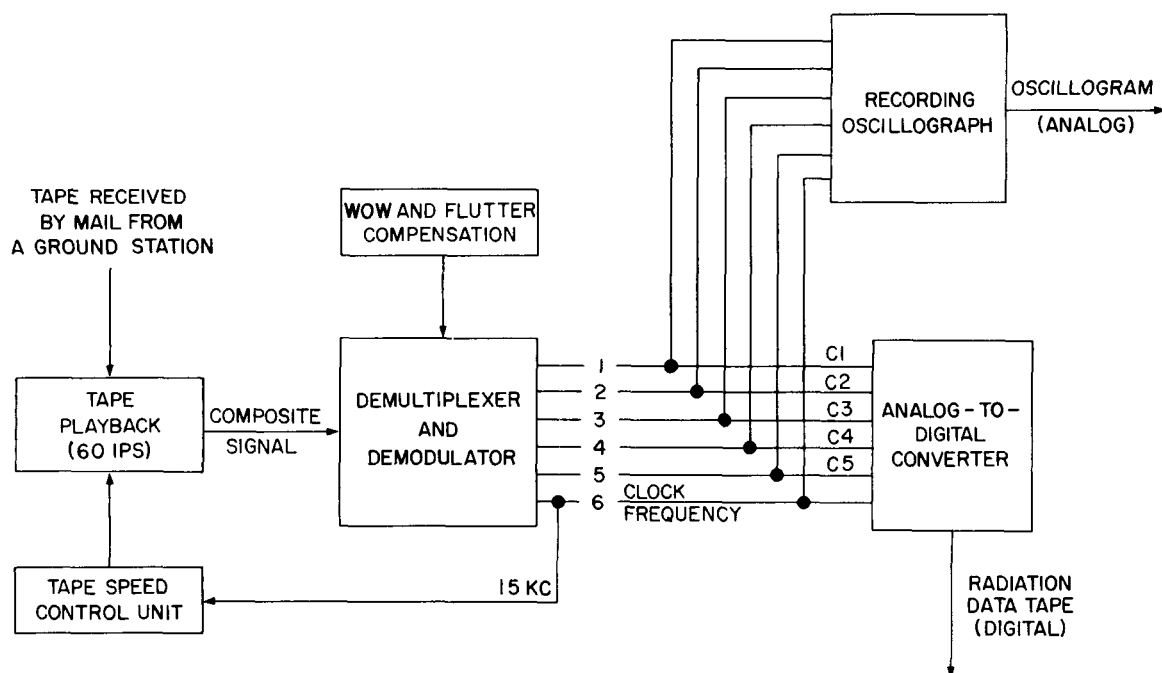 RECORDING
OSCILLOGRAPH
OSCILLOGRAM
(ANALOG)
TAPE RECEIVED
BY MAIL FROM
A GROUND STATION
WOW AND FLUTTER
COMPENSATION
TAPE
PLAYBACK
(60 IPS)
COMPOSITE
SIGNAL
DEMULTIPLEXER
AND
DEMODULATOR
1
2
3
4
5
6
CLOCK
FREQUENCY
C1
C2
C3
C4
C5
ANALOG-TO-
DIGITAL
CONVERTER
15 KC
TAPE SPEED
CONTROL UNIT
RADIATION
DATA TAPE
(DIGITAL)